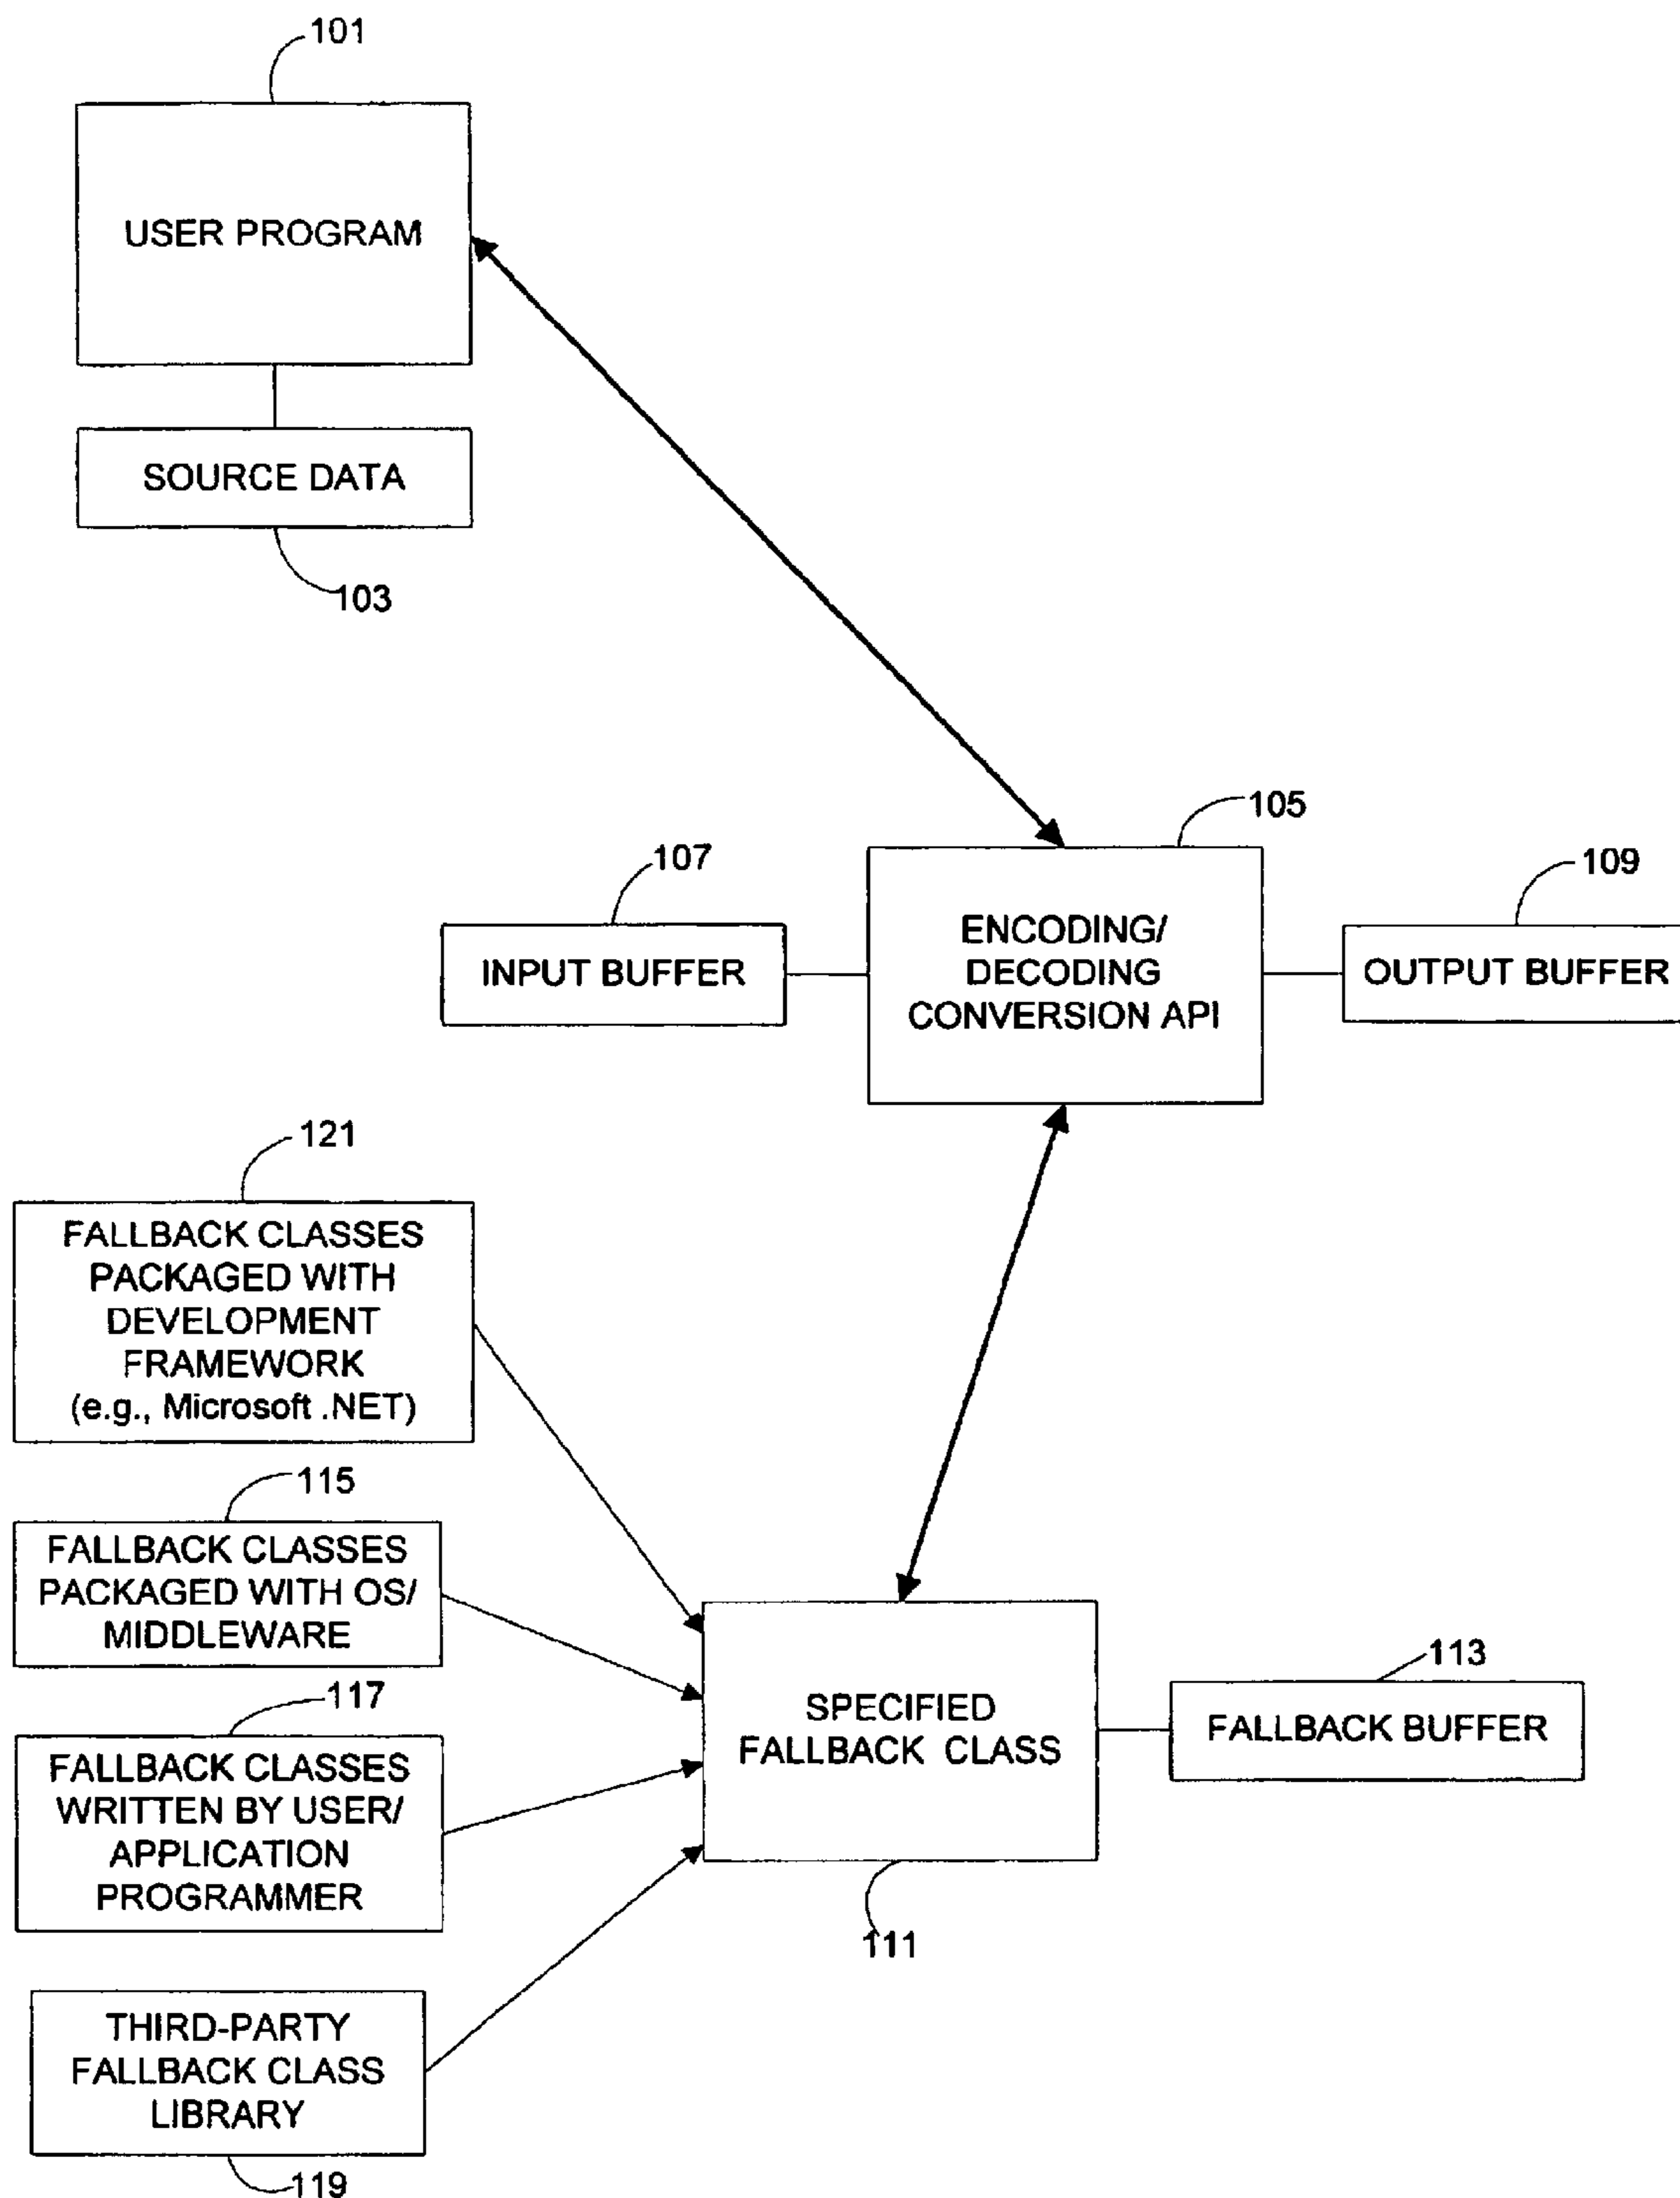 101
USER PROGRAM
SOURCE DATA
103
105
107
109
ENCODING/
DECODING
CONVERSION API
INPUT BUFFER
OUTPUT BUFFER
121
FALLBACK CLASSES
PACKAGED WITH
DEVELOPMENT
FRAMEWORK
(e.g., Microsoft .NET)
115
FALLBACK CLASSES
PACKAGED WITH OS/
MIDDLEWARE
117
FALLBACK CLASSES
WRITTEN BY USER/
APPLICATION
PROGRAMMER
SPECIFIED
FALLBACK CLASS
111
113
FALLBACK BUFFER
THIRD-PARTY
FALLBACK CLASS
LIBRARY
119